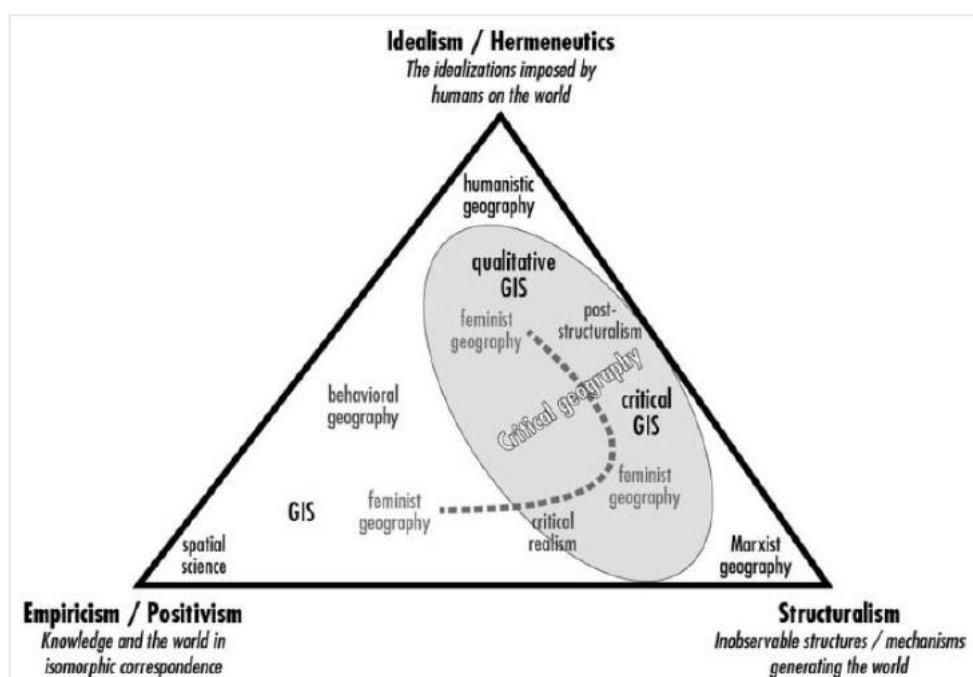 Idealism / Hermeneutics
The idealizations imposed by
humans on the world
humanistic
geography
qualitative
GIS
feminist
geography
post-
structuralism
Critical geography
behavioral
geography
critical
GIS
GIS
feminist
geography
feminist
geography
critical
realism
spatial
science
Marxist
geography
Empiricism / Positivism
Knowledge and the world in
isomorphic correspondence
Structuralism
Inobservable structures / mechanisms
generating the world